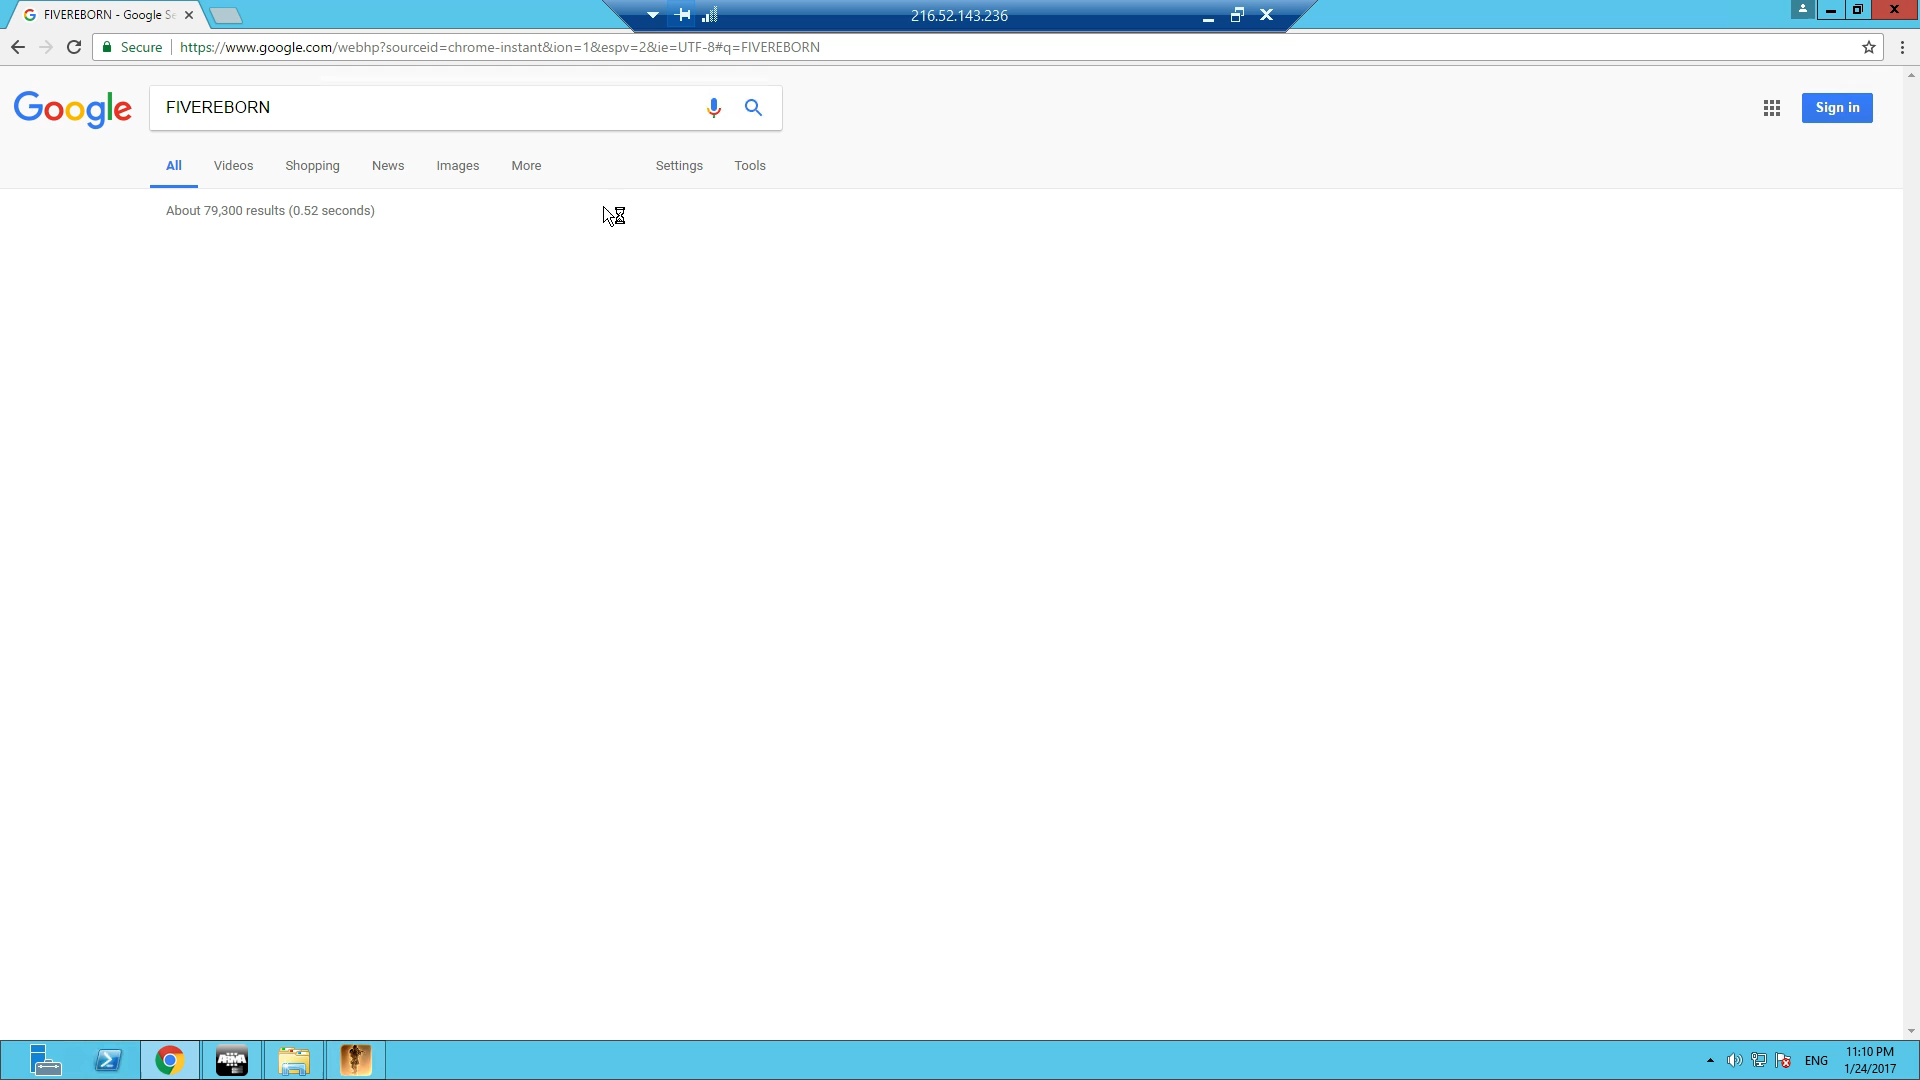 FIVEREBORN - Google Se
216.52.143.236
Secure
https://www.google.com/webhp?sourceid=chrome-instant&ion=1&espv=2&ie=UTF-8#q=FIVEREBORN
Google
FIVEREBORN
Sign in
All Videos Shopping News Images More Settings Tools
About 79,300 results (0.52 seconds)
ARMA
ENG
11:10 PM
1/24/2017